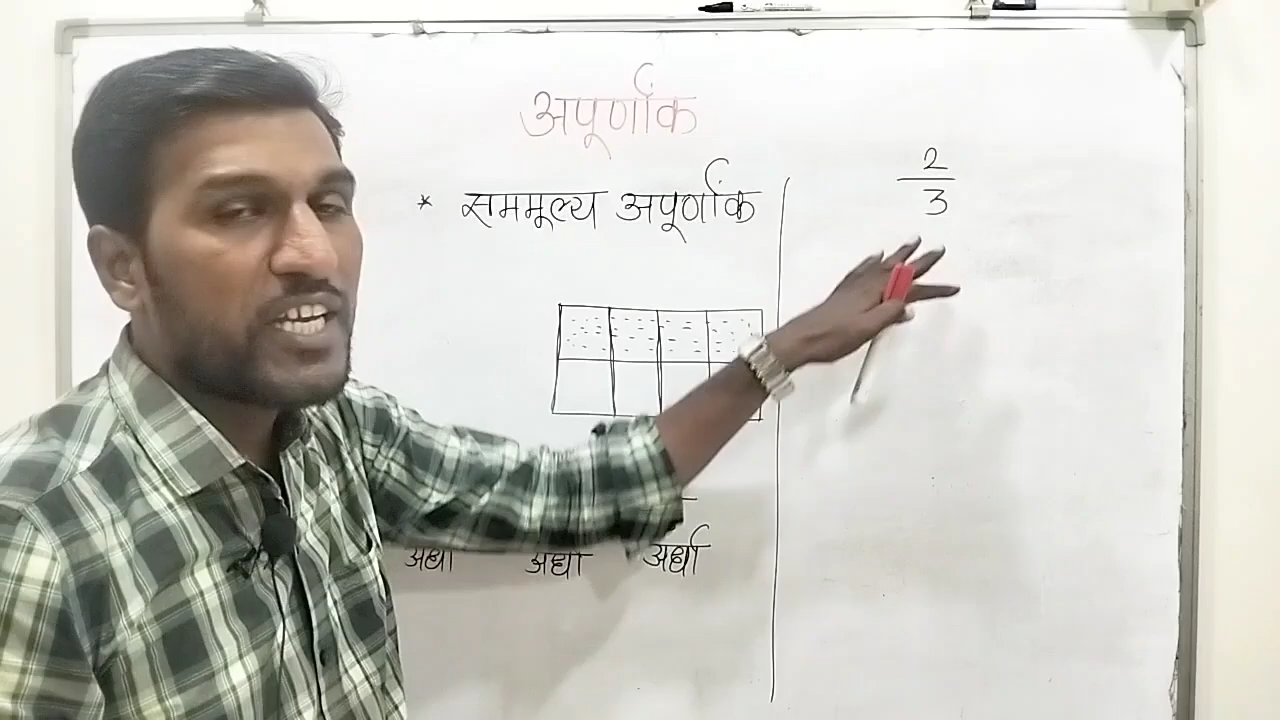 अपूर्णांक
* सममूल्य अपूर्णांक
अर्धा अर्धा अर्धा
2
3